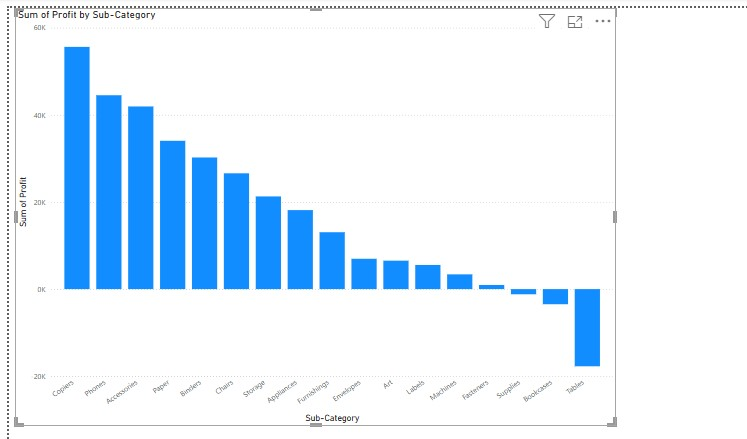 Sum of Profit by Sub-Category
60K
40K
20K
0K
20K
Sum of Profit
Copiers
Phones
Accessories
Paper
Binders
Chairs
Storage
Appliances
Furnishings
Envelopes
Art
Labels
Machines
Fasteners
Supplies
Bookcases
Tables
Sub-Category